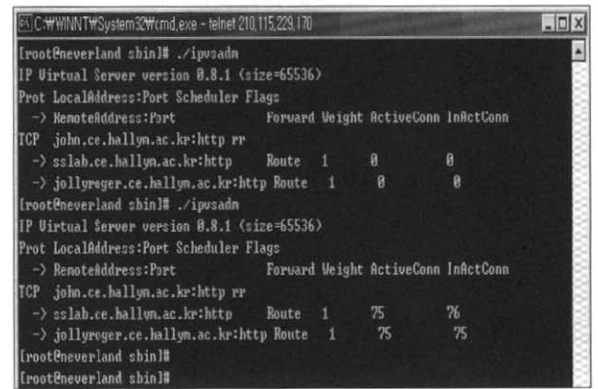 C:₩WINNT₩System32₩cmd.exe - telnet 210,115,229,170
[root@neverland sbin]# ./ipvsadm
IP Virtual Server version 0.8.1 (size=65536)
Prot LocalAddress:Port Scheduler Flags
-> RemoteAddress:Port Forward Weight ActiveConn InActConn
TCP john.ce.hallym.ac.kr:http rr
-> sslab.ce.hallym.ac.kr:http Route 1 0 0
-> jollyroger.ce.hallym.ac.kr:http Route 1 0 0
[root@neverland sbin]# ./ipvsadm
IP Virtual Server version 0.8.1 (size=65536)
Prot LocalAddress:Port Scheduler Flags
-> RemoteAddress:Port Forward Weight ActiveConn InActConn
TCP john.ce.hallym.ac.kr:http rr
-> sslab.ce.hallym.ac.kr:http Route 1 75 76
-> jollyroger.ce.hallym.ac.kr:http Route 1 75 75
[root@neverland sbin]#
[root@neverland sbin]#